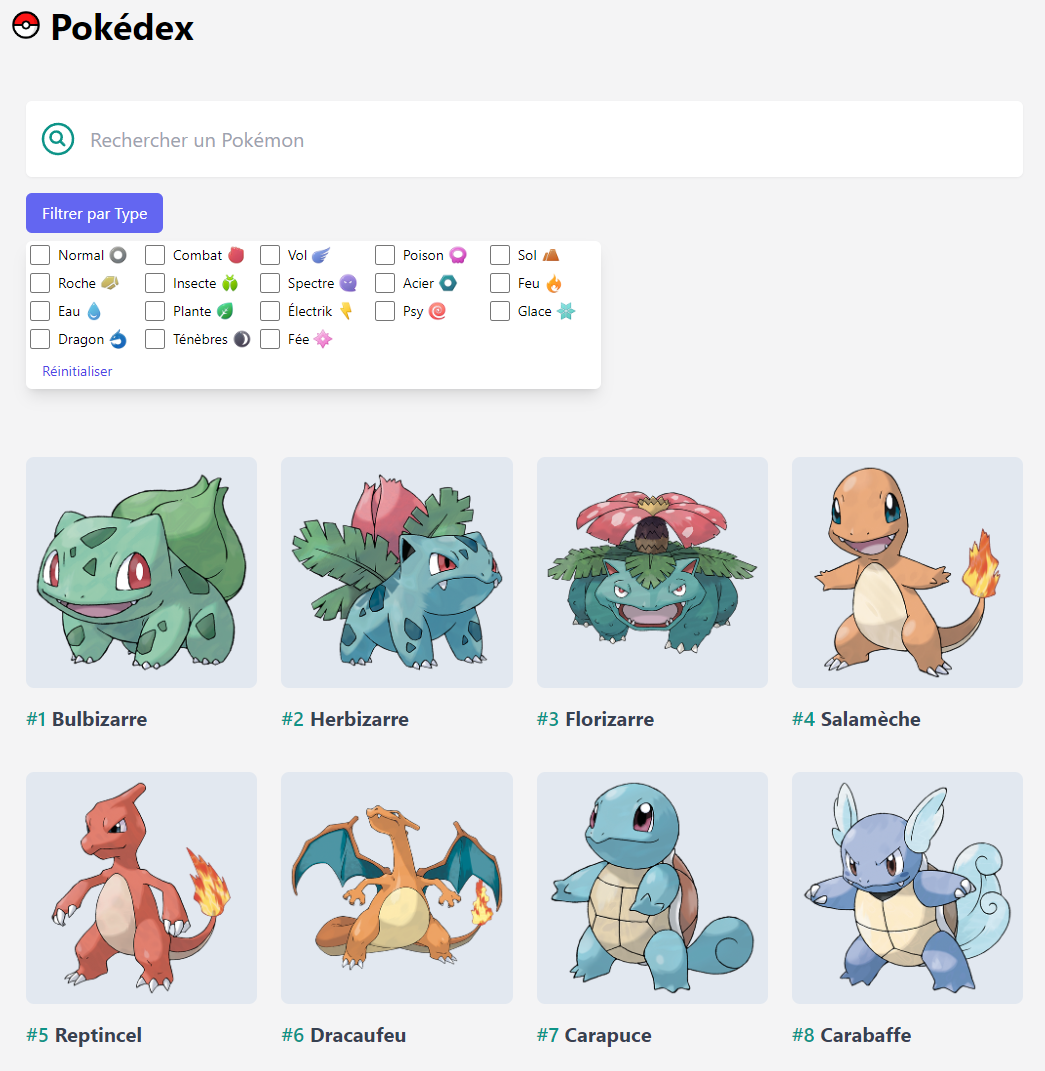 Pokédex
Rechercher un Pokémon
Filtrer par Type
Normal Combat Vol Poison Sol
Roche Insecte Spectre Acier Feu
Eau Plante Électrik Psy Glace
Dragon Ténèbres Fée
Réinitialiser
#1 Bulbizarre #2 Herbizarre #3 Florizarre #4 Salamèche
#5 Reptincel #6 Dracaufeu #7 Carapuce #8 Carabaffe